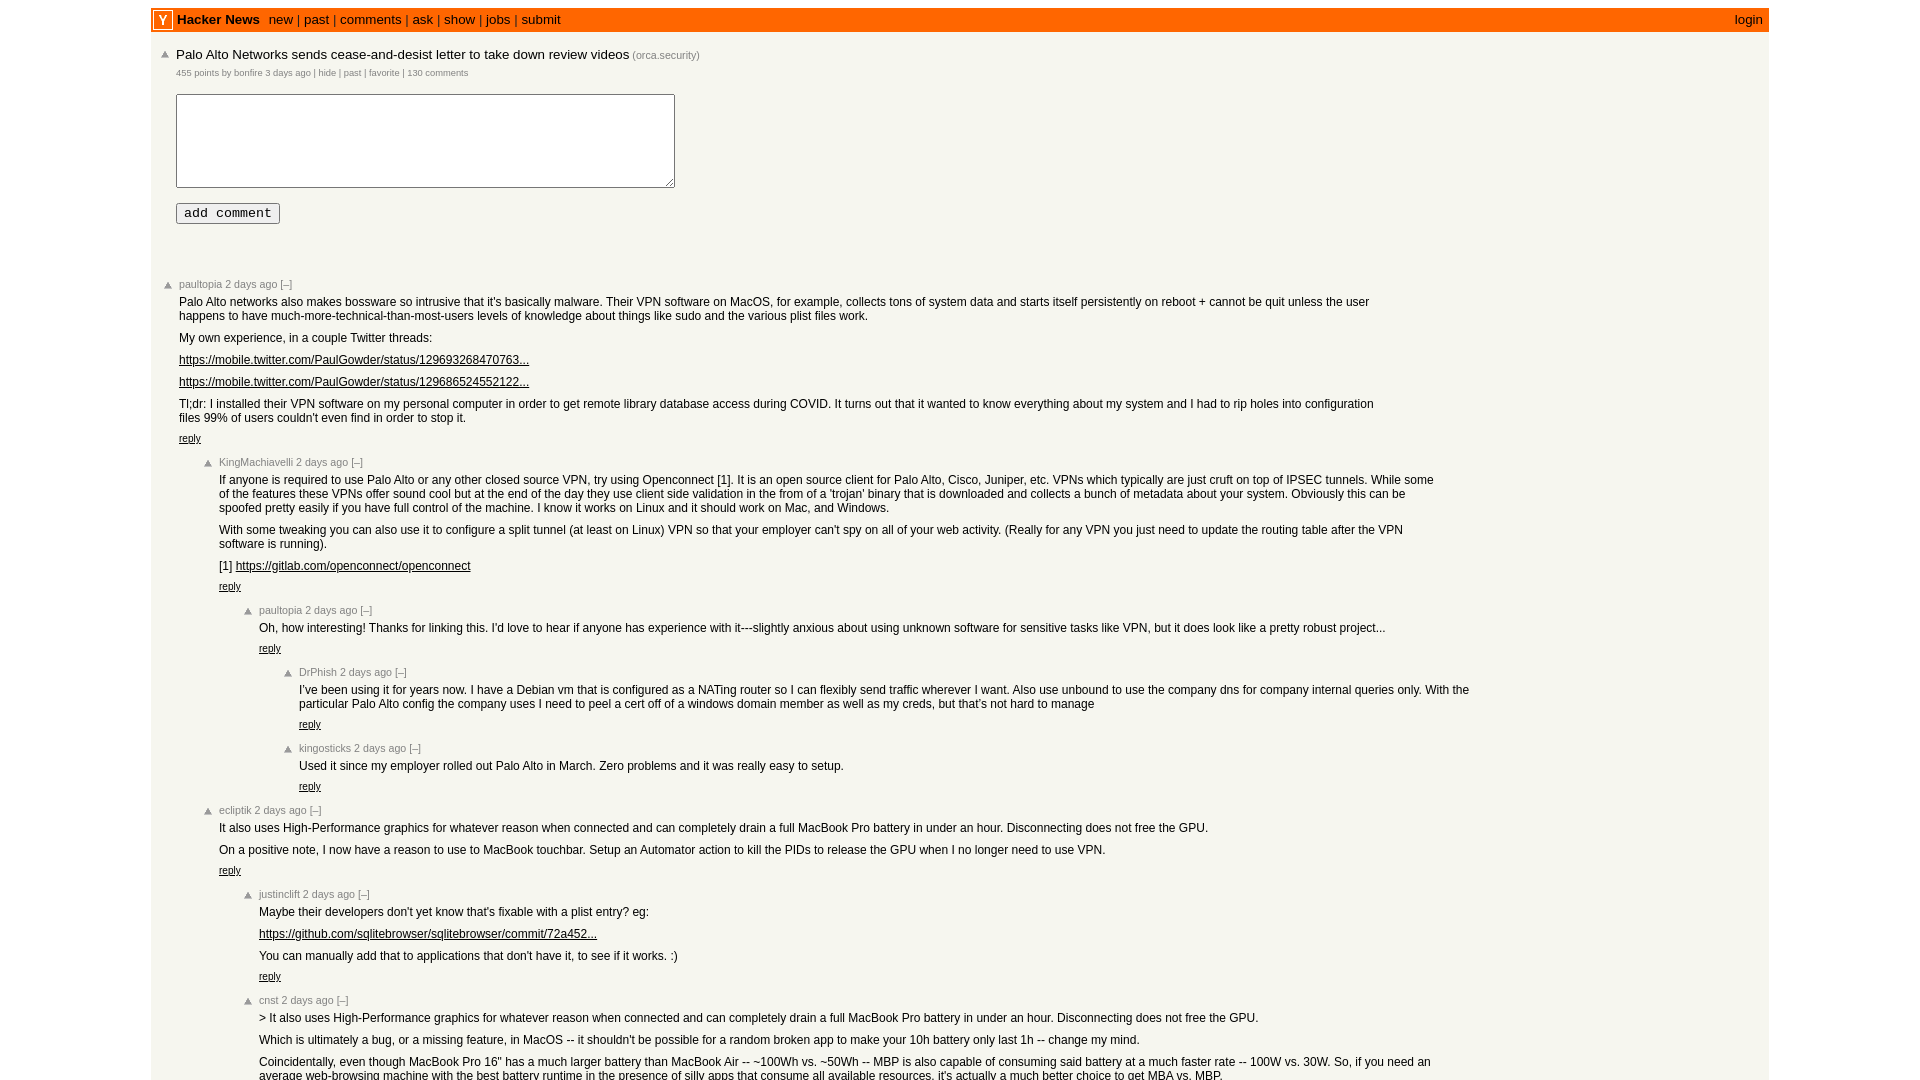 Y Hacker News new | past | comments | ask | show | jobs | submit login
Palo Alto Networks sends cease-and-desist letter to take down review videos (orca.security)
455 points by bonfire 3 days ago | hide | past | favorite | 130 comments
add comment
paultopia 2 days ago [–]
Palo Alto networks also makes bossware so intrusive that it's basically malware. Their VPN software on MacOS, for example, collects tons of system data and starts itself persistently on reboot + cannot be quit unless the user
happens to have much-more-technical-than-most-users levels of knowledge about things like sudo and the various plist files work.
My own experience, in a couple Twitter threads:
https://mobile.twitter.com/PaulGowder/status/129693268470763...
https://mobile.twitter.com/PaulGowder/status/129686524552122...
Tl;dr: I installed their VPN software on my personal computer in order to get remote library database access during COVID. It turns out that it wanted to know everything about my system and I had to rip holes into configuration
files 99% of users couldn't even find in order to stop it.
reply
KingMachiavelli 2 days ago [–]
If anyone is required to use Palo Alto or any other closed source VPN, try using Openconnect [1]. It is an open source client for Palo Alto, Cisco, Juniper, etc. VPNs which typically are just cruft on top of IPSEC tunnels. While some
of the features these VPNs offer sound cool but at the end of the day they use client side validation in the from of a 'trojan' binary that is downloaded and collects a bunch of metadata about your system. Obviously this can be
spoofed pretty easily if you have full control of the machine. I know it works on Linux and it should work on Mac, and Windows.
With some tweaking you can also use it to configure a split tunnel (at least on Linux) VPN so that your employer can't spy on all of your web activity. (Really for any VPN you just need to update the routing table after the VPN
software is running).
[1] https://gitlab.com/openconnect/openconnect
reply
paultopia 2 days ago [–]
Oh, how interesting! Thanks for linking this. I'd love to hear if anyone has experience with it---slightly anxious about using unknown software for sensitive tasks like VPN, but it does look like a pretty robust project...
reply
DrPhish 2 days ago [–]
I've been using it for years now. I have a Debian vm that is configured as a NATing router so I can flexibly send traffic wherever I want. Also use unbound to use the company dns for company internal queries only. With the
particular Palo Alto config the company uses I need to peel a cert off of a windows domain member as well as my creds, but that's not hard to manage
reply
kingosticks 2 days ago [–]
Used it since my employer rolled out Palo Alto in March. Zero problems and it was really easy to setup.
reply
ecliptik 2 days ago [–]
It also uses High-Performance graphics for whatever reason when connected and can completely drain a full MacBook Pro battery in under an hour. Disconnecting does not free the GPU.
On a positive note, I now have a reason to use to MacBook touchbar. Setup an Automator action to kill the PIDs to release the GPU when I no longer need to use VPN.
reply
justinclift 2 days ago [–]
Maybe their developers don't yet know that's fixable with a plist entry? eg:
https://github.com/sqlitebrowser/sqlitebrowser/commit/72a452...
You can manually add that to applications that don't have it, to see if it works. :)
reply
cnst 2 days ago [–]
> It also uses High-Performance graphics for whatever reason when connected and can completely drain a full MacBook Pro battery in under an hour. Disconnecting does not free the GPU.
Which is ultimately a bug, or a missing feature, in MacOS -- it shouldn't be possible for a random broken app to make your 10h battery only last 1h -- change my mind.
Coincidentally, even though MacBook Pro 16" has a much larger battery than MacBook Air -- ~100Wh vs. ~50Wh -- MBP is also capable of consuming said battery at a much faster rate -- 100W vs. 30W. So, if you need an
average web-browsing machine with the best battery runtime in the presence of silly apps that consume all available resources, it's actually a much better choice to get MBA vs. MBP.